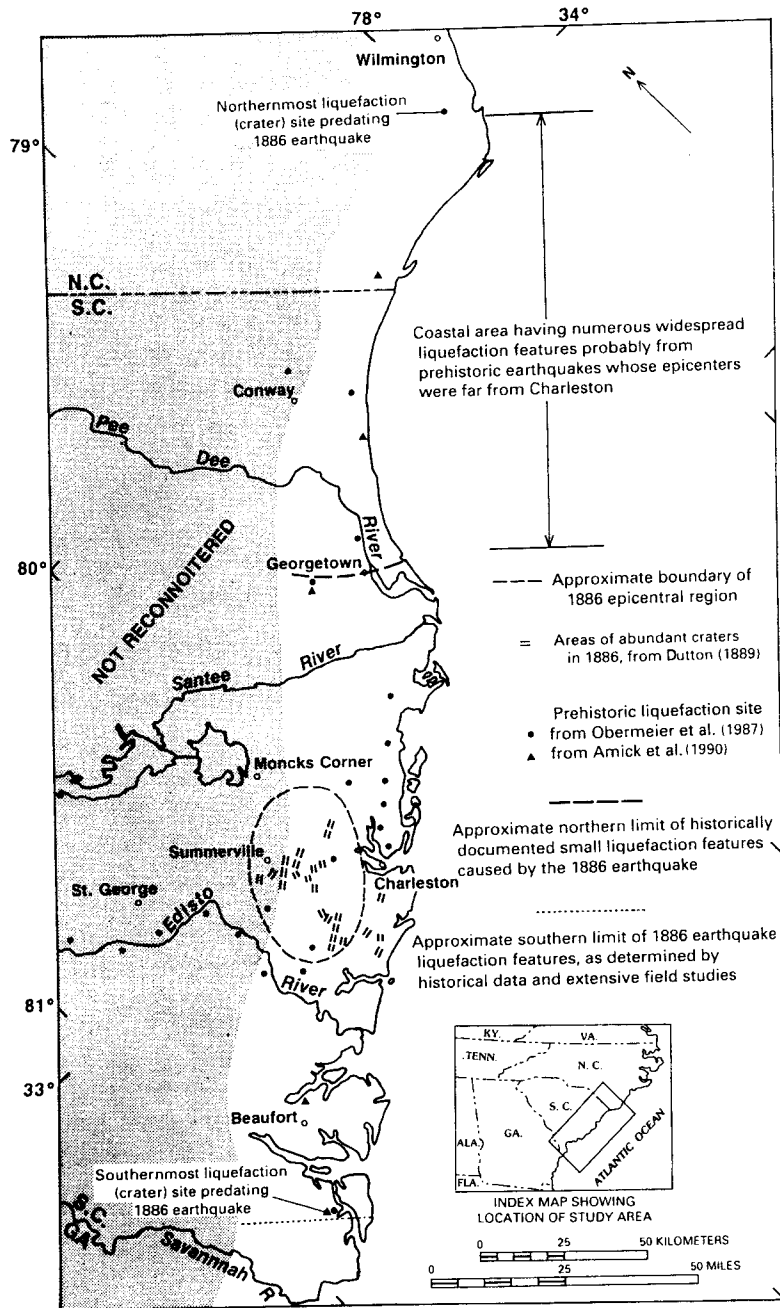 78°
34°
Wilmington
N
Northernmost liquefaction
(crater) site predating
1886 earthquake
79°
N.C.
S.C.
Coastal area having numerous widespread
liquefaction features probably from
prehistoric earthquakes whose epicenters
were far from Charleston
Conway
Pee Dee River
NOT RECONNOITERED
Georgetown
80°
Approximate boundary of
1886 epicentral region
Areas of abundant craters
in 1886, from Dutton (1889)
Santee River
Prehistoric liquefaction site
from Obermeier et al. (1987)
from Amick et al. (1990)
Moncks Corner
Approximate northern limit of historically
documented small liquefaction features
caused by the 1886 earthquake
Summerville
Charleston
St. George
Edisto River
Approximate southern limit of 1886 earthquake
liquefaction features, as determined by
historical data and extensive field studies
81°
33°
KY.
VA.
TENN.
N. C.
S. C.
GA.
ALA.
FLA.
ATLANTIC OCEAN
INDEX MAP SHOWING
LOCATION OF STUDY AREA
Beaufort
Southernmost liquefaction
(crater) site predating
1886 earthquake
S.C.
GA.
Savannnah R
0 25 50 KILOMETERS
0 25 50 MILES